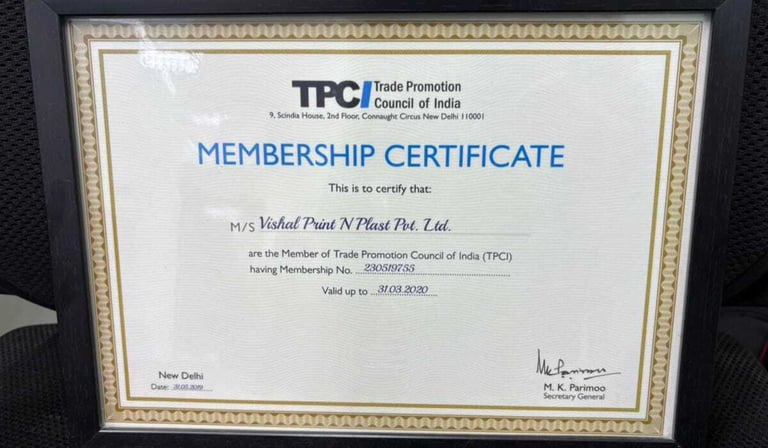 TPCI Trade Promotion
Council of India
9, Scindia House, 2nd Floor, Connaught Circus New Delhi 110001
MEMBERSHIP CERTIFICATE
This is to certify that:
M/S Vishal Print N Plast Pvt. Ltd.
are the Member of Trade Promotion Council of India (TPCI)
having Membership No. 230519755
Valid up to 31.03.2020
New Delhi
Date:
M. K. Parimoo
Secretary General